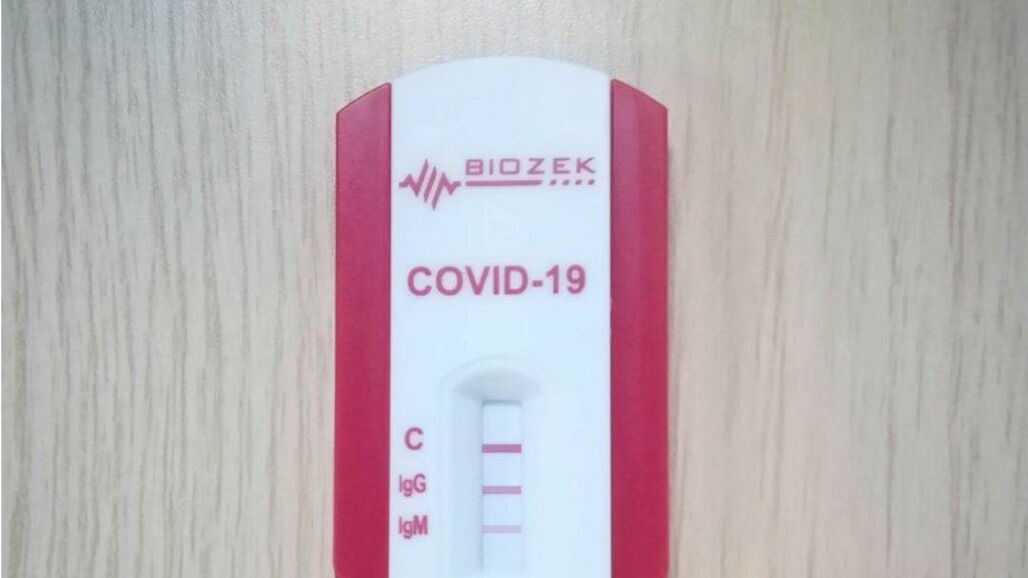 BIOZEK
COVID-19
C
IgG
IgM